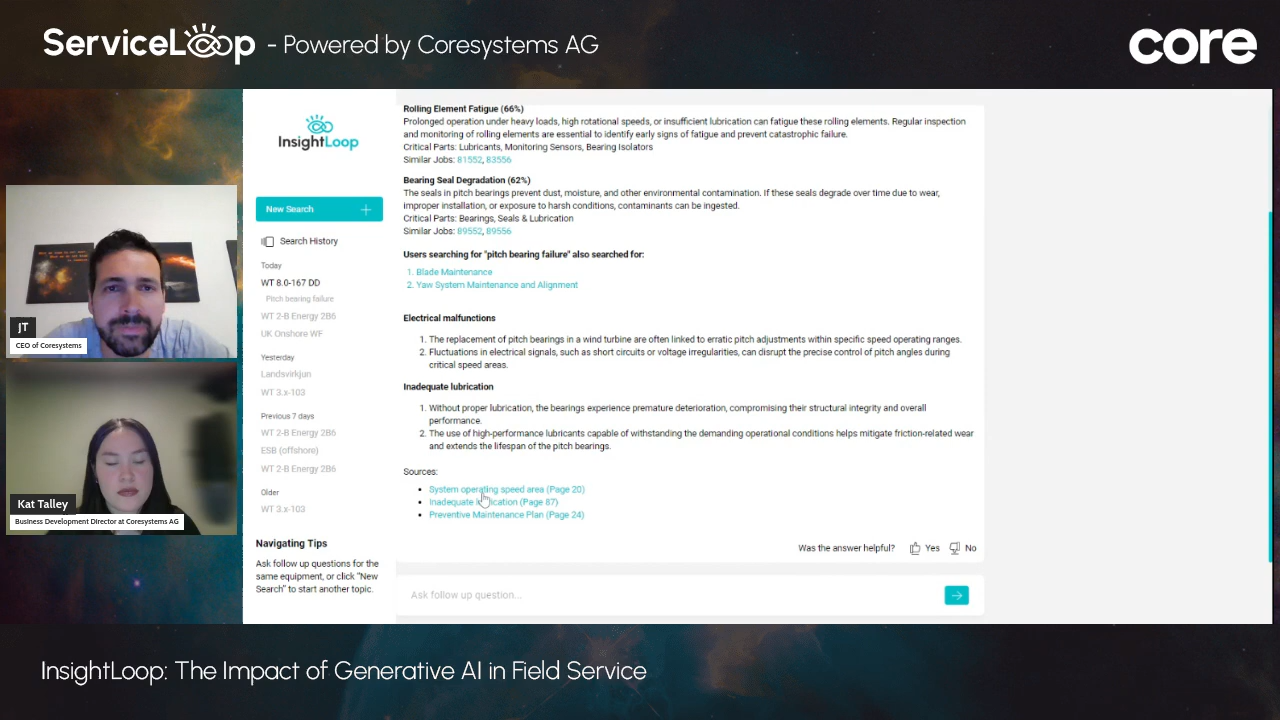 ServiceLoop - Powered by Coresystems AG
core
InsightLoop
New Search
Search History
Today
WT 8.0-167 DD
Pitch bearing failure
WT 2-B Energy 2B6
UK Onshore WF
Yesterday
Landsvirkjun
WT 3.x-103
Previous 7 days
WT 2-B Energy 2B6
ESB (offshore)
WT 2-B Energy 2B6
Older
WT 3.x-103
Navigating Tips
Ask follow up questions for the
same equipment, or click "New
Search" to start another topic.
Rolling Element Fatigue (66%)
Prolonged operation under heavy loads, high rotational speeds, or insufficient lubrication can fatigue these rolling elements. Regular inspection
and monitoring of rolling elements are essential to identify early signs of fatigue and prevent catastrophic failure.
Critical Parts: Lubricants, Monitoring Sensors, Bearing Isolators
Similar Jobs: 81552, 83556
Bearing Seal Degradation (62%)
The seals in pitch bearings prevent dust, moisture, and other environmental contamination. If these seals degrade over time due to wear,
improper installation, or exposure to harsh conditions, contaminants can be ingested.
Critical Parts: Bearings, Seals & Lubrication
Similar Jobs: 89552, 89556
Users searching for "pitch bearing failure" also searched for:
1. Blade Maintenance
2. Yaw System Maintenance and Alignment
Electrical malfunctions
1. The replacement of pitch bearings in a wind turbine are often linked to erratic pitch adjustments within specific speed operating ranges.
2. Fluctuations in electrical signals, such as short circuits or voltage irregularities, can disrupt the precise control of pitch angles during
critical speed areas.
Inadequate lubrication
1. Without proper lubrication, the bearings experience premature deterioration, compromising their structural integrity and overall
performance.
2. The use of high-performance lubricants capable of withstanding the demanding operational conditions helps mitigate friction-related wear
and extends the lifespan of the pitch bearings.
Sources:
• System operating speed area (Page 20)
• Inadequate lubrication (Page 87)
• Preventive Maintenance Plan (Page 24)
Was the answer helpful? Yes No
Ask follow up question...
JT
CEO of Coresystems
Kat Talley
Business Development Director at Coresystems AG
InsightLoop: The Impact of Generative AI in Field Service